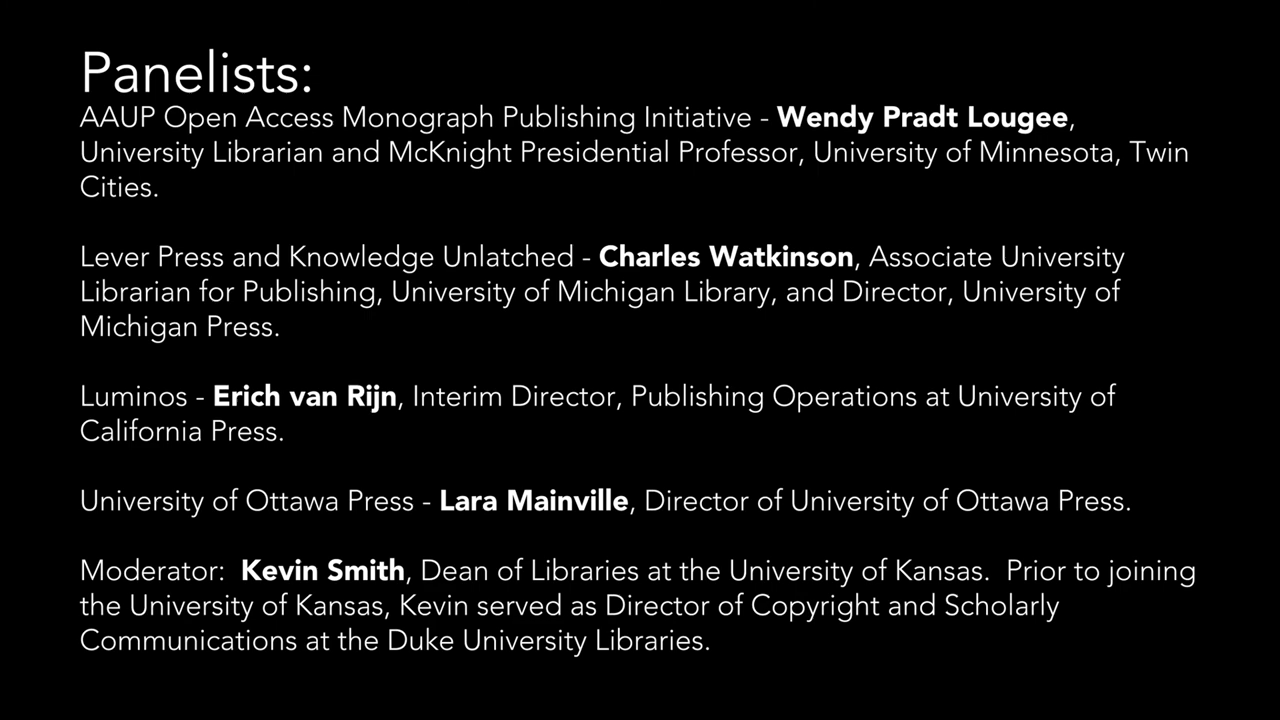 Panelists:
AAUP Open Access Monograph Publishing Initiative - Wendy Pradt Lougee,
University Librarian and McKnight Presidential Professor, University of Minnesota, Twin
Cities.
Lever Press and Knowledge Unlatched - Charles Watkinson, Associate University
Librarian for Publishing, University of Michigan Library, and Director, University of
Michigan Press.
Luminos - Erich van Rijn, Interim Director, Publishing Operations at University of
California Press.
University of Ottawa Press - Lara Mainville, Director of University of Ottawa Press.
Moderator:  Kevin Smith, Dean of Libraries at the University of Kansas.  Prior to joining
the University of Kansas, Kevin served as Director of Copyright and Scholarly
Communications at the Duke University Libraries.